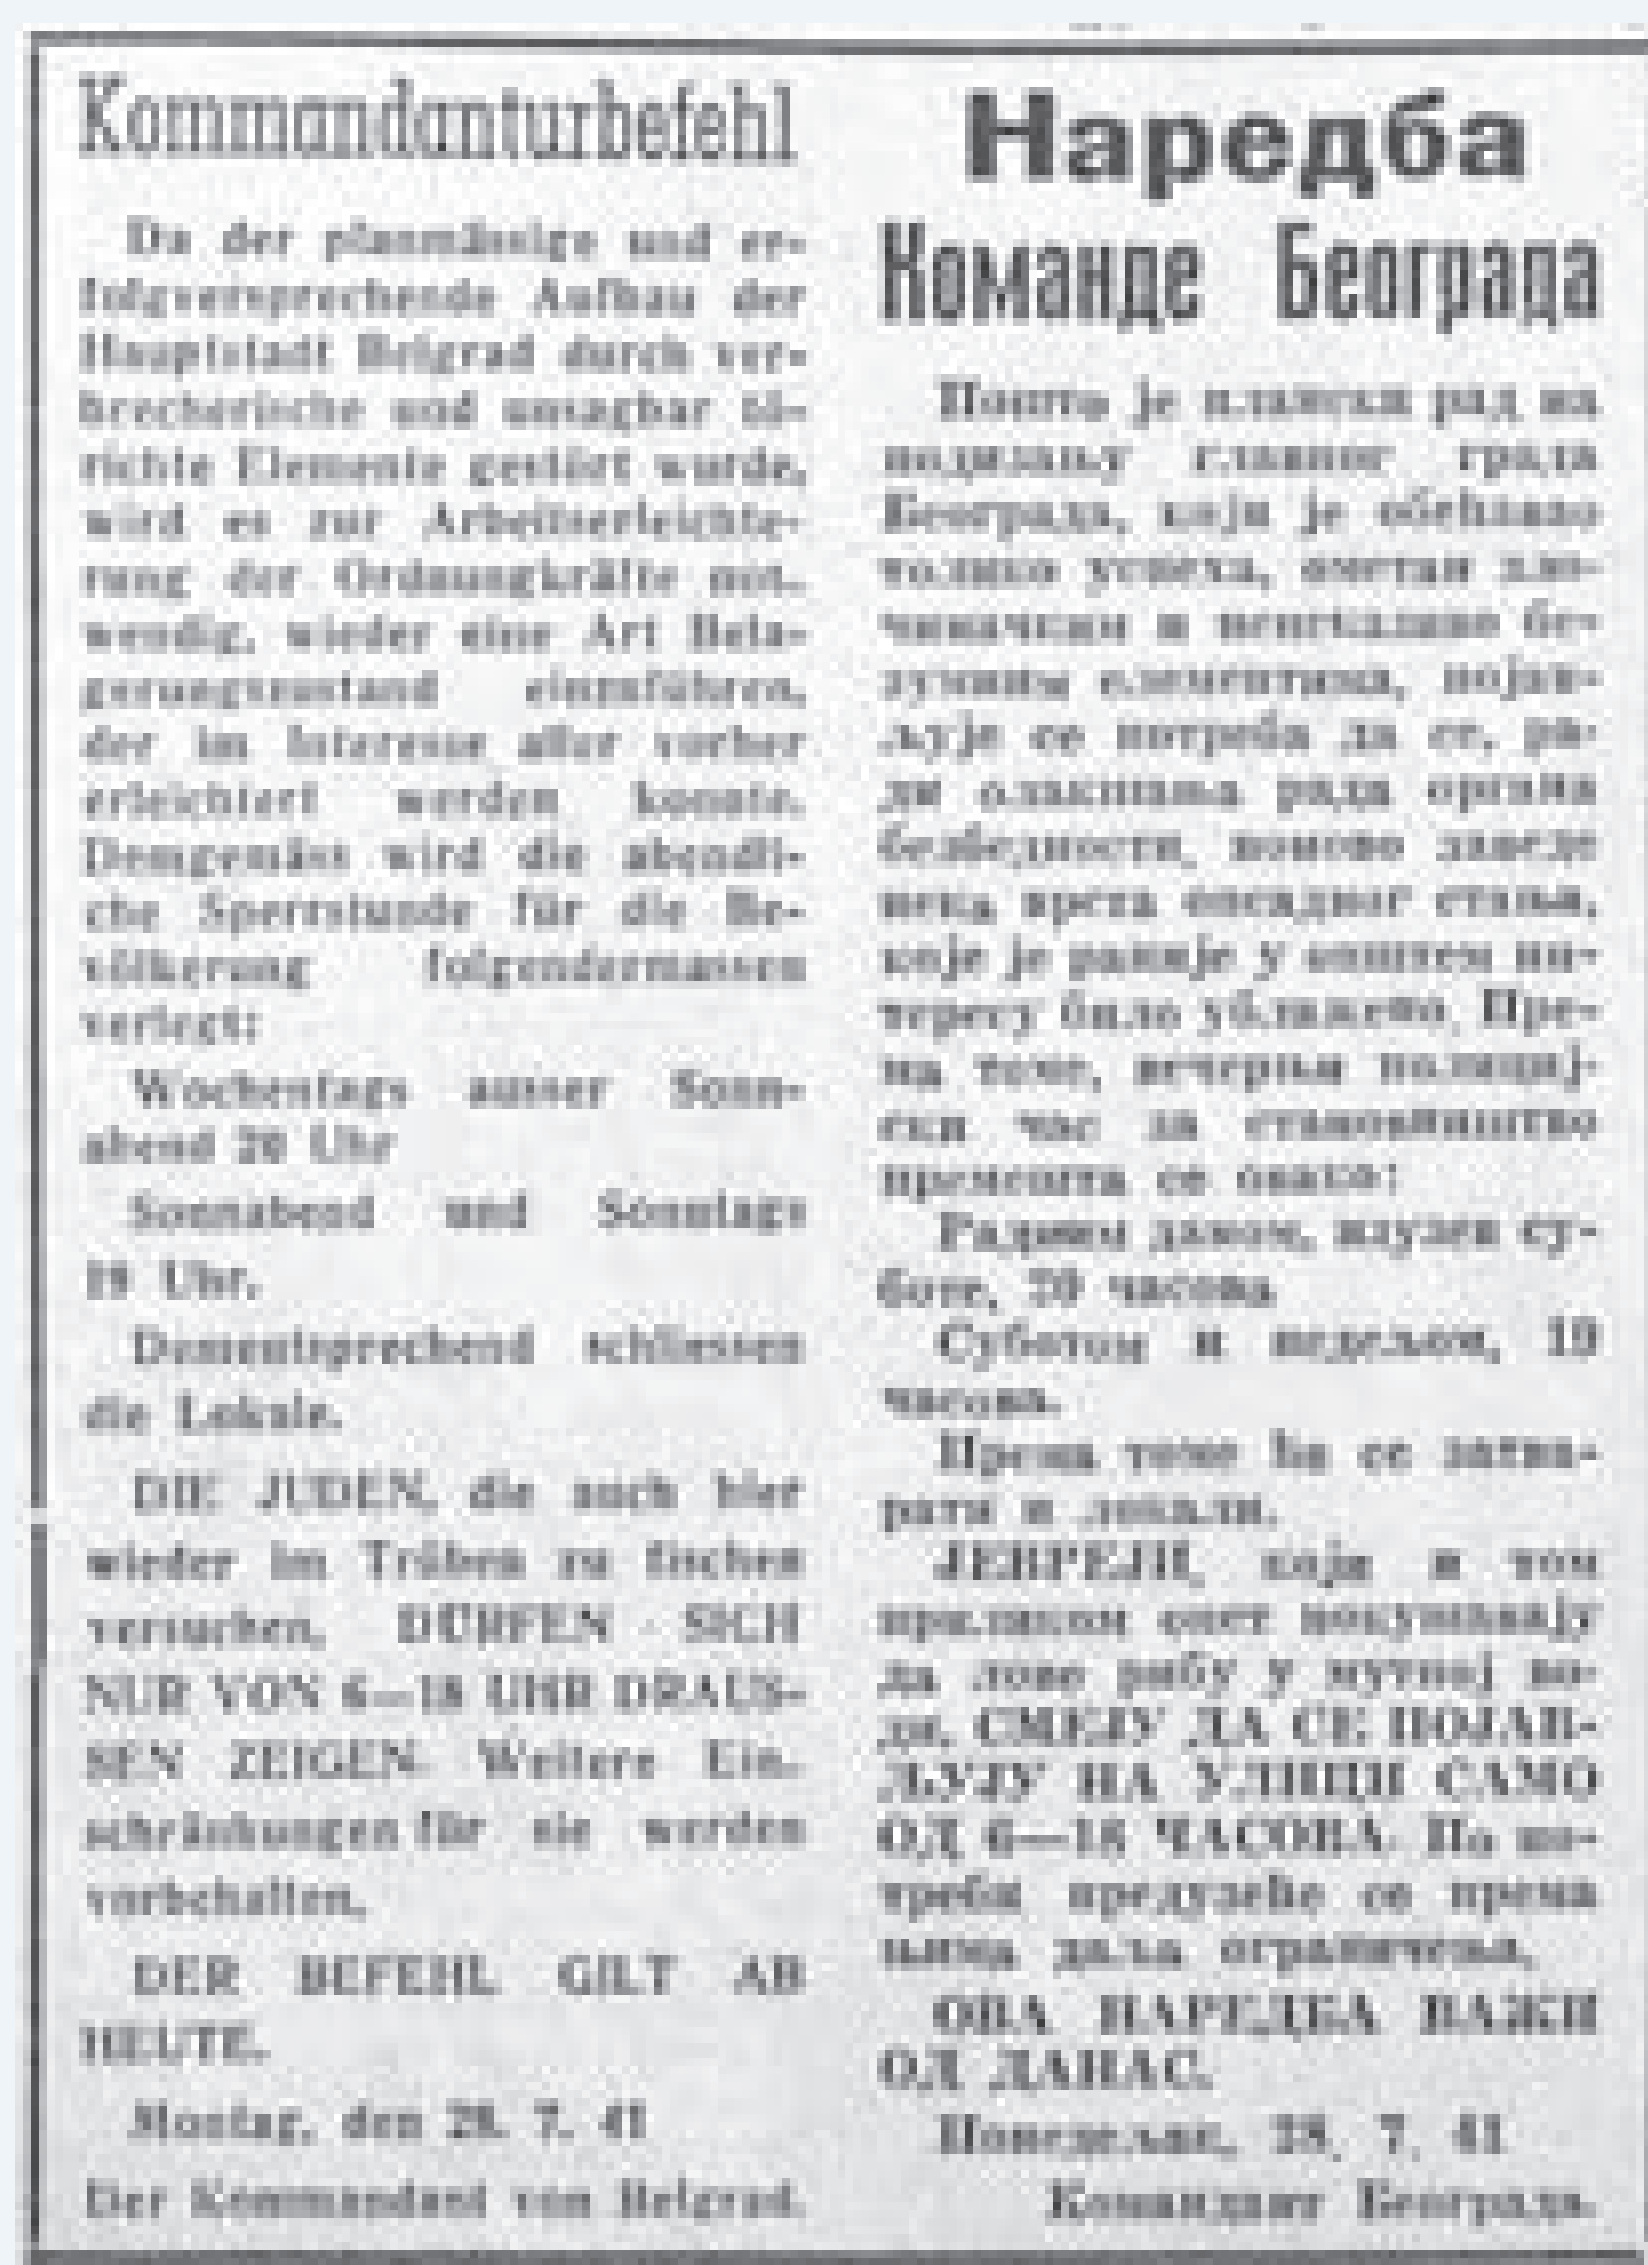 Kommandanturbefehl
Da der planmässige und er-
folgversprechende Aufbau der
Hauptstadt Belgrad durch ver-
brecherische und unsagbar tö-
richte Elemente gestört wurde,
wird es zur Arbeitserleichte-
rung der Ordnungkräfte not-
wendig, wieder eine Art Bela-
gerungszustand einzuführen,
der im Interesse aller vorher
erleichtert werden konnte.
Demgemäss wird die abendli-
che Sperrstunde für die Be-
völkerung folgendermassen
verlegt:
Wochentags ausser Sonn-
abend 20 Uhr
Sonnabend und Sonntags
19 Uhr.
Dementsprechend schliessen
die Lokale.
DIE JUDEN, die auch hier
wieder im Trüben zu fischen
versuchen, DÜRFEN SICH
NUR VON 6—18 UHR DRAUS-
SEN ZEIGEN. Weitere Ein-
schränkungen für sie werden
vorbehalten.
DER BEFEHL GILT AB
HEUTE.
Montag, den 28. 7. 41
Der Kommandant von Belgrad.
Наредба
Команде Београда
Пошто је плански рад на
подизању главног града
Београда, који је обећавао
толико успеха, ометан зло-
чиначким и неисказано бе-
зумним елементима, појав-
љује се потреба да се, ра-
ди олакшања рада органа
безбедности, поново заведе
нека врста опсадног стања,
које је раније у општем ин-
тересу било ублажено. Пре-
ма томе, вечерњи полициј-
ски час за становништво
премешта се овако:
Радним даном, изузев су-
боте, 20 часова
Суботом и недељом, 19
часова.
Према томе ће се затва-
рати и локали.
ЈЕВРЕЈИ, који и том
приликом опет покушавају
да лове рибу у мутној во-
ди, СМЕЈУ ДА СЕ ПОЈАВ-
ЉУЈУ НА УЛИЦИ САМО
ОД 6—18 ЧАСОВА. По по-
треби предузеће се према
њима даља ограничења.
ОВА НАРЕДБА ВАЖИ
ОД ДАНАС.
Понедељак, 28. 7. 41
Командант Београда.